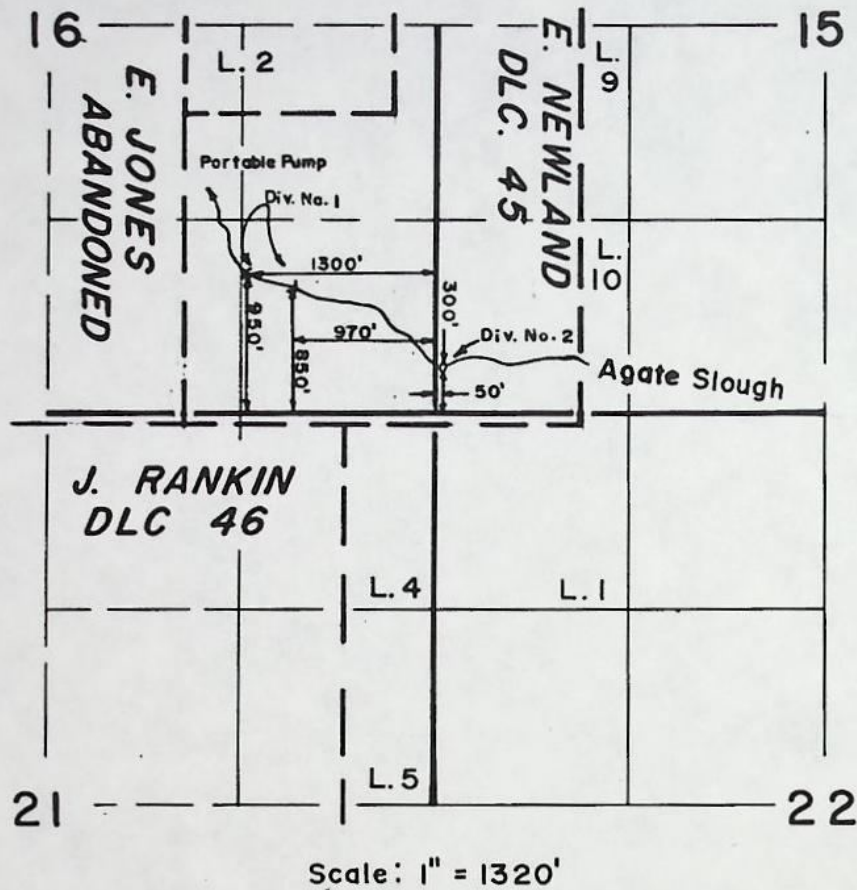 16
15
L. 2
L.
9
E. JONES
ABANDONED
E. NEWLAND
DLC. 45
Portable Pump
Div. No. 1
L.
10
1300'
300'
950'
970'
850'
Div. No. 2
50'
Agate Slough
J. RANKIN
DLC 46
L. 4
L. 1
L. 5
21
22
Scale: 1" = 1320'